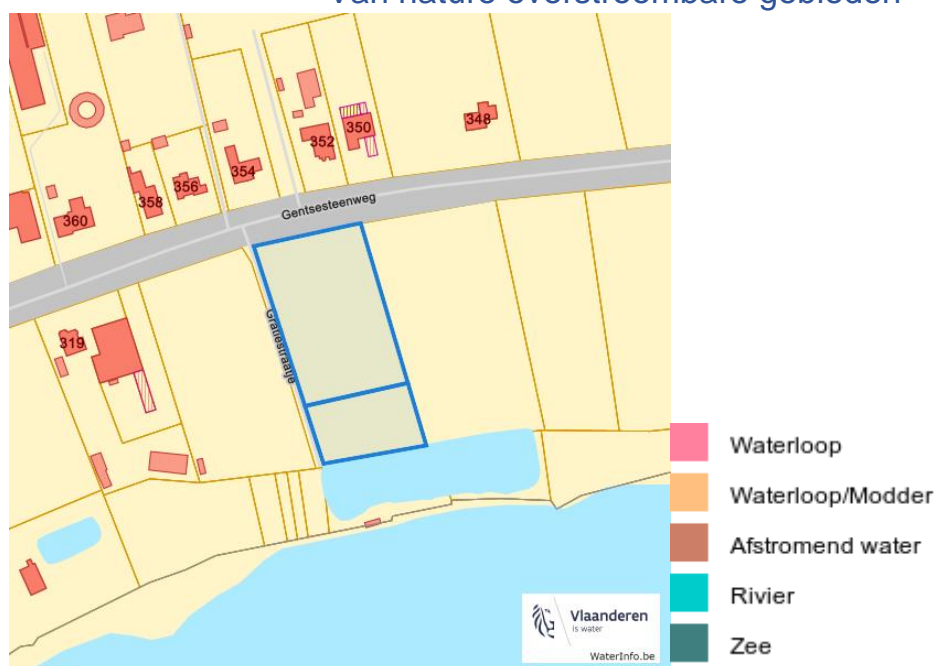 van nature overstroombare gebieden
348
350
352
354
356
358
360
Gentsesteenweg
Gratiestraatje
319
Waterloop
Waterloop/Modder
Afstromend water
Rivier
Zee
Vlaanderen
is water
WaterInfo.be